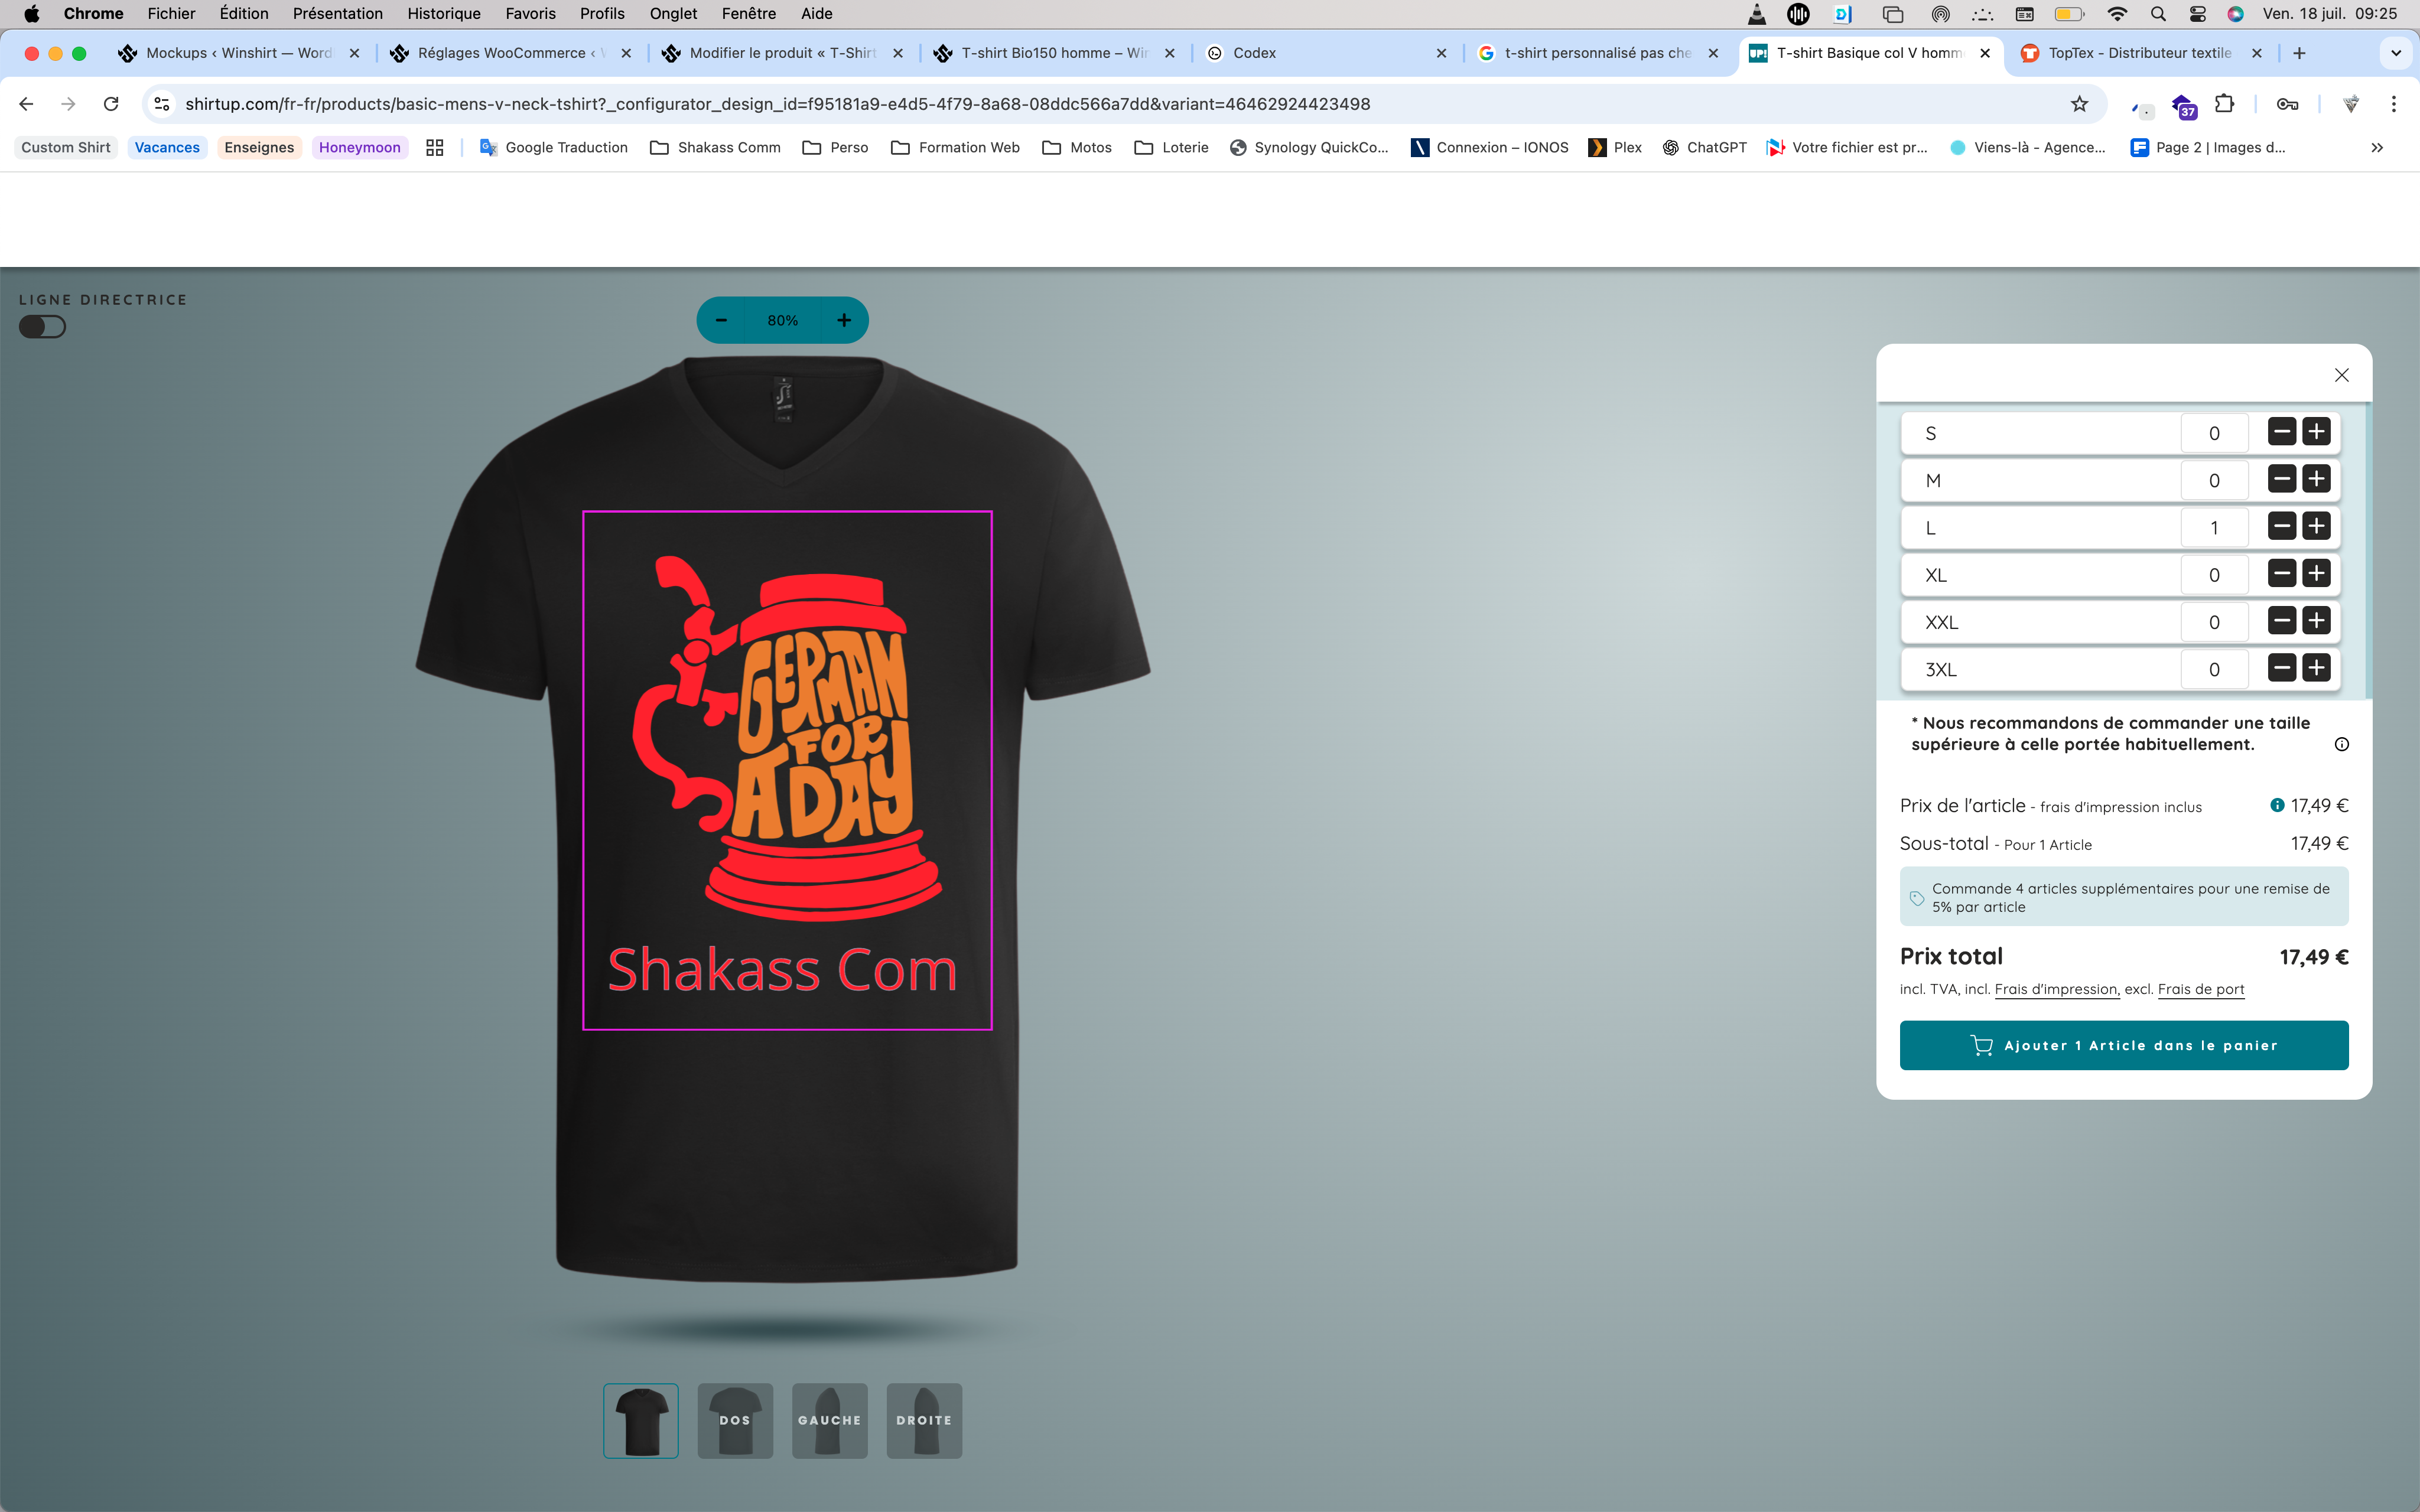 Chrome Fichier Édition Présentation Historique Favoris Profils Onglet Fenêtre Aide Ven. 18 juil. 09:25
Mockups ‹ Winshirt — Word Réglages WooCommerce ‹ Modifier le produit « T-Shirt T-shirt Bio150 homme – Win Codex t-shirt personnalisé pas che T-shirt Basique col V homme TopTex - Distributeur textile
shirtup.com/fr-fr/products/basic-mens-v-neck-tshirt?_configurator_design_id=f95181a9-e4d5-4f79-8a68-08ddc566a7dd&variant=46462924423498 37
Custom Shirt Vacances Enseignes Honeymoon Google Traduction Shakass Comm Perso Formation Web Motos Loterie Synology QuickCo... Connexion – IONOS Plex ChatGPT Votre fichier est pr... Viens-là - Agence... Page 2 | Images d...
LIGNE DIRECTRICE
80%
GERMAN
FOR
A DAY
Shakass Com
DOS
GAUCHE
DROITE
S 0
M 0
L 1
XL 0
XXL 0
3XL 0
* Nous recommandons de commander une taille
supérieure à celle portée habituellement.
Prix de l'article - frais d'impression inclus 17,49 €
Sous-total - Pour 1 Article 17,49 €
Commande 4 articles supplémentaires pour une remise de
5% par article
Prix total 17,49 €
incl. TVA, incl. Frais d'impression, excl. Frais de port
Ajouter 1 Article dans le panier